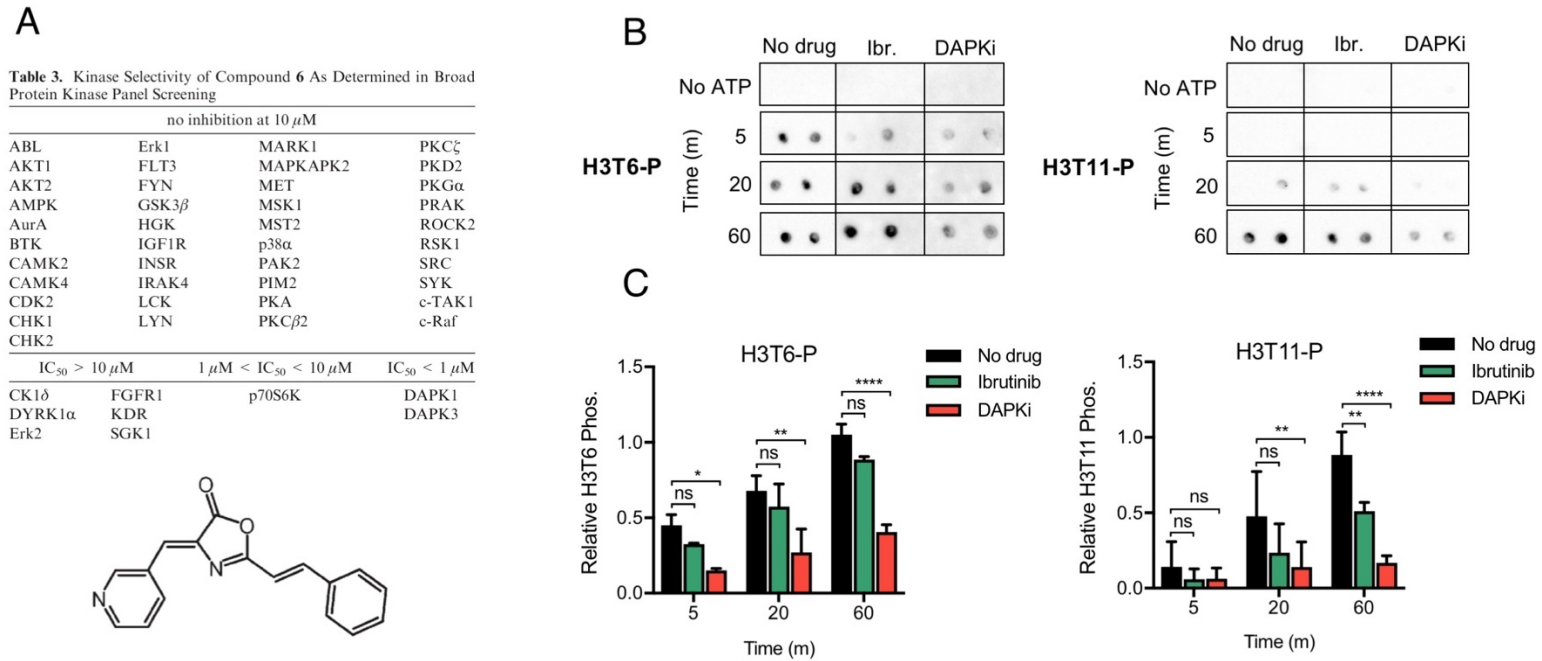 A
Table 3. Kinase Selectivity of Compound 6 As Determined in Broad
Protein Kinase Panel Screening
no inhibition at 10 μM
ABL Erk1 MARK1 PKCζ
AKT1 FLT3 MAPKAPK2 PKD2
AKT2 FYN MET PKGα
AMPK GSK3β MSK1 PRAK
AurA HGK MST2 ROCK2
BTK IGF1R p38α RSK1
CAMK2 INSR PAK2 SRC
CAMK4 IRAK4 PIM2 SYK
CDK2 LCK PKA c-TAK1
CHK1 LYN PKCβ2 c-Raf
CHK2
IC50 > 10 μM 1 μM < IC50 < 10 μM IC50 < 1 μM
CK1δ FGFR1 p70S6K DAPK1
DYRK1α KDR DAPK3
Erk2 SGK1
O
O
N
N
B
No drug Ibr. DAPKi
No ATP
5
20
60
Time (m)
H3T6-P
No drug Ibr. DAPKi
No ATP
5
20
60
Time (m)
H3T11-P
C
H3T6-P
No drug
Ibrutinib
DAPKi
Relative H3T6 Phos.
1.5
1.0
0.5
0.0
ns *
ns **
ns ****
5 20 60
Time (m)
H3T11-P
No drug
Ibrutinib
DAPKi
Relative H3T11 Phos.
1.5
1.0
0.5
0.0
ns ns
ns **
** ****
5 20 60
Time (m)